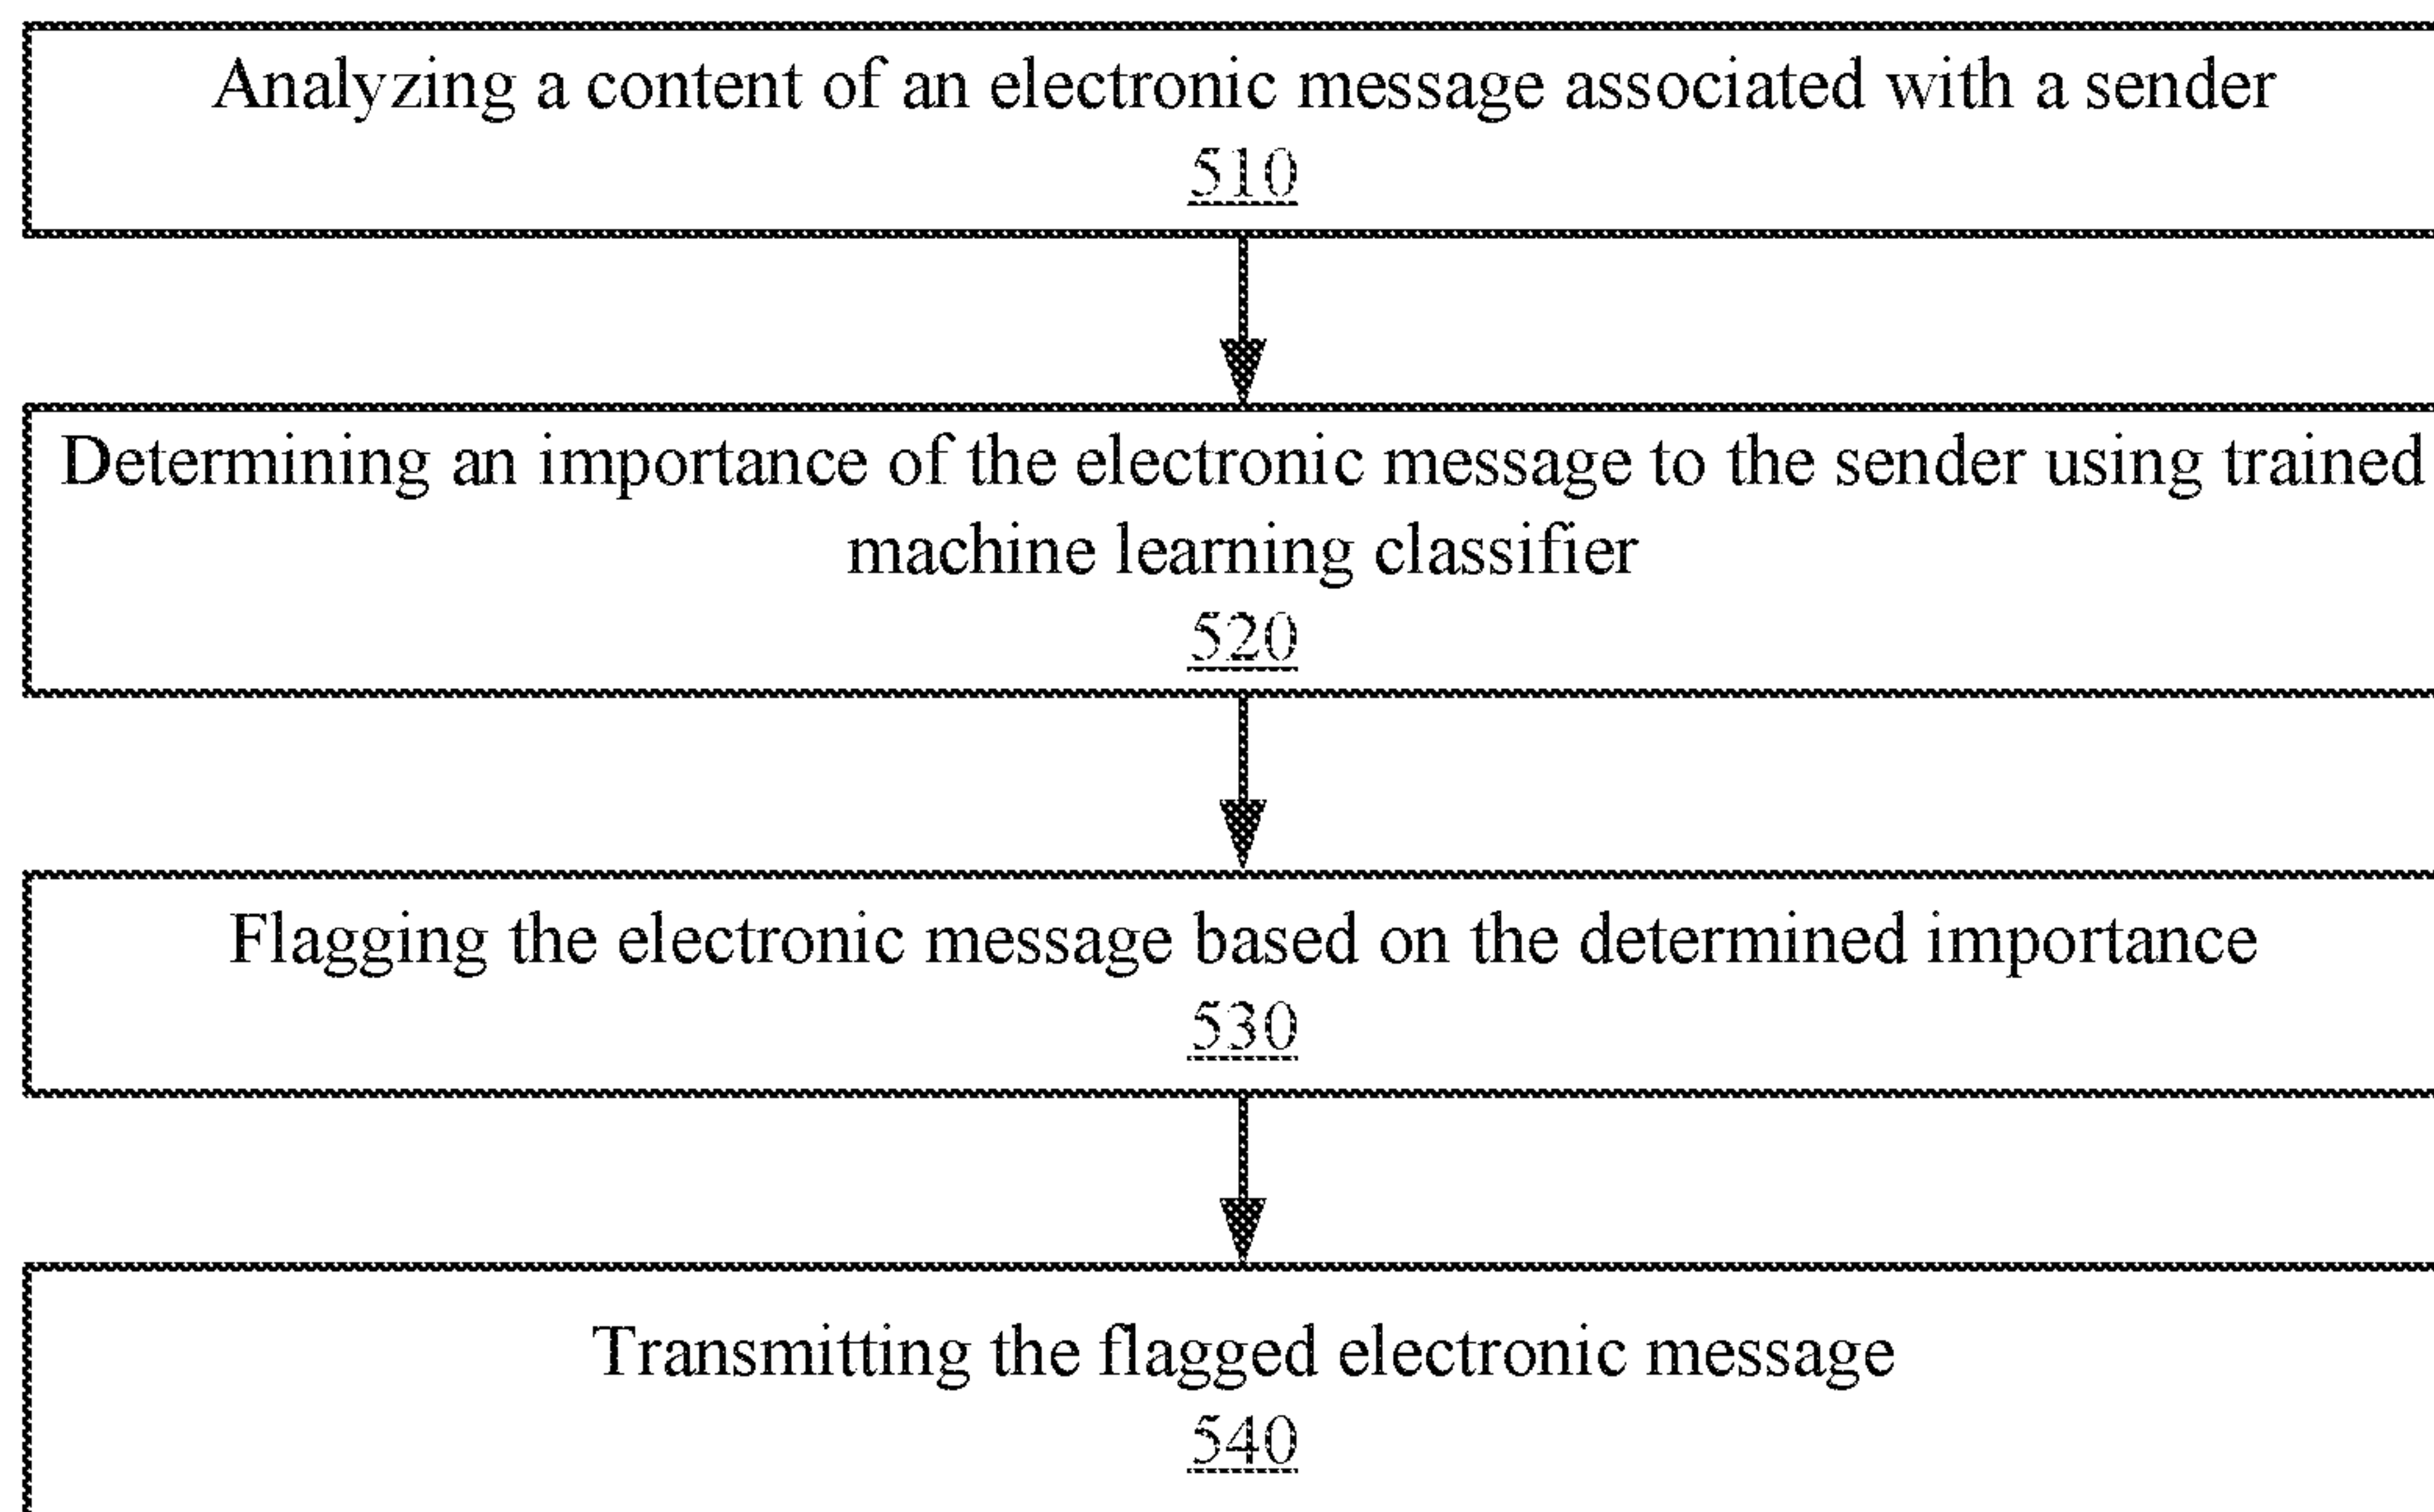 Analyzing a content of an electronic message associated with a sender
510
Determining an importance of the electronic message to the sender using trained
machine learning classifier
520
Flagging the electronic message based on the determined importance
530
Transmitting the flagged electronic message
540